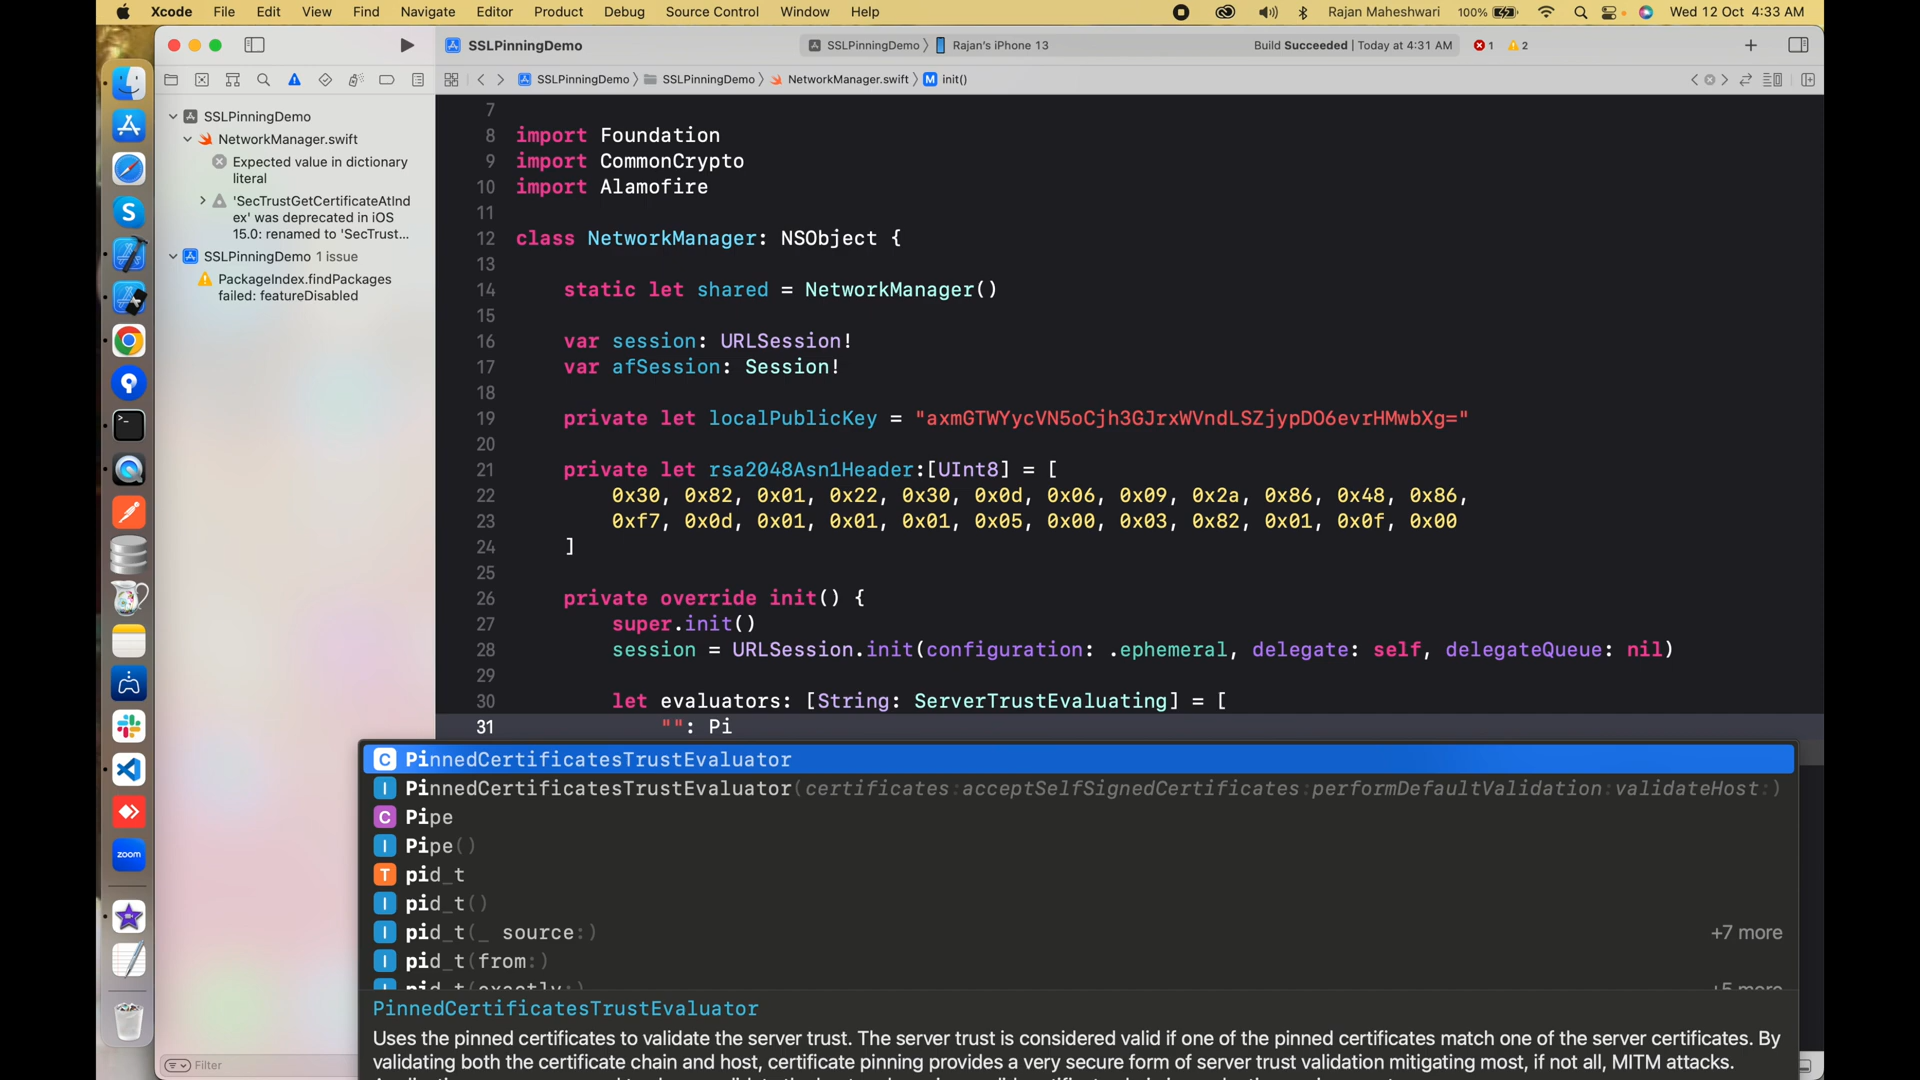 Xcode File Edit View Find Navigate Editor Product Debug Source Control Window Help Rajan Maheshwari 100% Wed 12 Oct 4:33 AM
SSLPinningDemo SSLPinningDemo Rajan's iPhone 13 Build Succeeded | Today at 4:31 AM 1 2
SSLPinningDemo SSLPinningDemo NetworkManager.swift M init()
SSLPinningDemo
NetworkManager.swift
Expected value in dictionary
literal
'SecTrustGetCertificateAtInd
ex' was deprecated in iOS
15.0: renamed to 'SecTrust...
SSLPinningDemo 1 issue
PackageIndex.findPackages
failed: featureDisabled
Filter
7
8 import Foundation
9 import CommonCrypto
10 import Alamofire
11
12 class NetworkManager: NSObject {
13
14 static let shared = NetworkManager()
15
16 var session: URLSession!
17 var afSession: Session!
18
19 private let localPublicKey = "axmGTWYycVN5oCjh3GJrxWVndLSZjypDO6evrHMwbXg="
20
21 private let rsa2048Asn1Header:[UInt8] = [
22 0x30, 0x82, 0x01, 0x22, 0x30, 0x0d, 0x06, 0x09, 0x2a, 0x86, 0x48, 0x86,
23 0xf7, 0x0d, 0x01, 0x01, 0x01, 0x05, 0x00, 0x03, 0x82, 0x01, 0x0f, 0x00
24 ]
25
26 private override init() {
27 super.init()
28 session = URLSession.init(configuration: .ephemeral, delegate: self, delegateQueue: nil)
29
30 let evaluators: [String: ServerTrustEvaluating] = [
31 "": Pi
C PinnedCertificatesTrustEvaluator
I PinnedCertificatesTrustEvaluator(certificates:acceptSelfSignedCertificates:performDefaultValidation:validateHost:)
C Pipe
I Pipe()
T pid_t
I pid_t()
I pid_t(_ source:) +7 more
I pid_t(from:)
I pid_t(exactly:) +5 more
PinnedCertificatesTrustEvaluator
Uses the pinned certificates to validate the server trust. The server trust is considered valid if one of the pinned certificates match one of the server certificates. By
validating both the certificate chain and host, certificate pinning provides a very secure form of server trust validation mitigating most, if not all, MITM attacks.
zoom